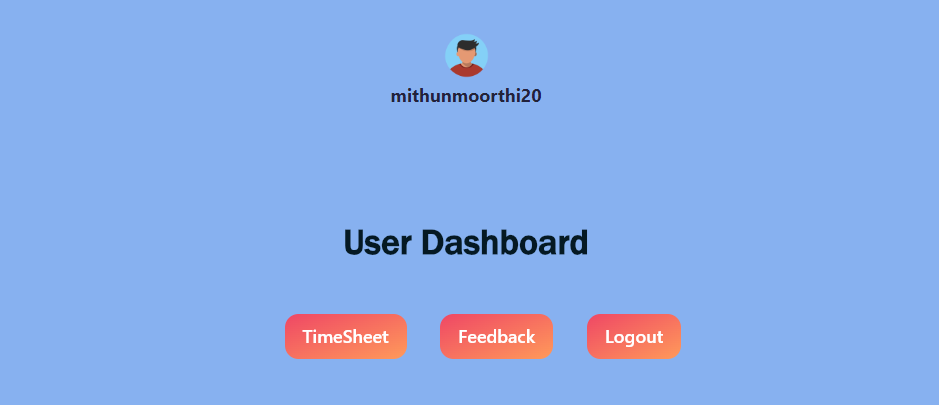 mithunmoorthi20
User Dashboard
TimeSheet Feedback Logout